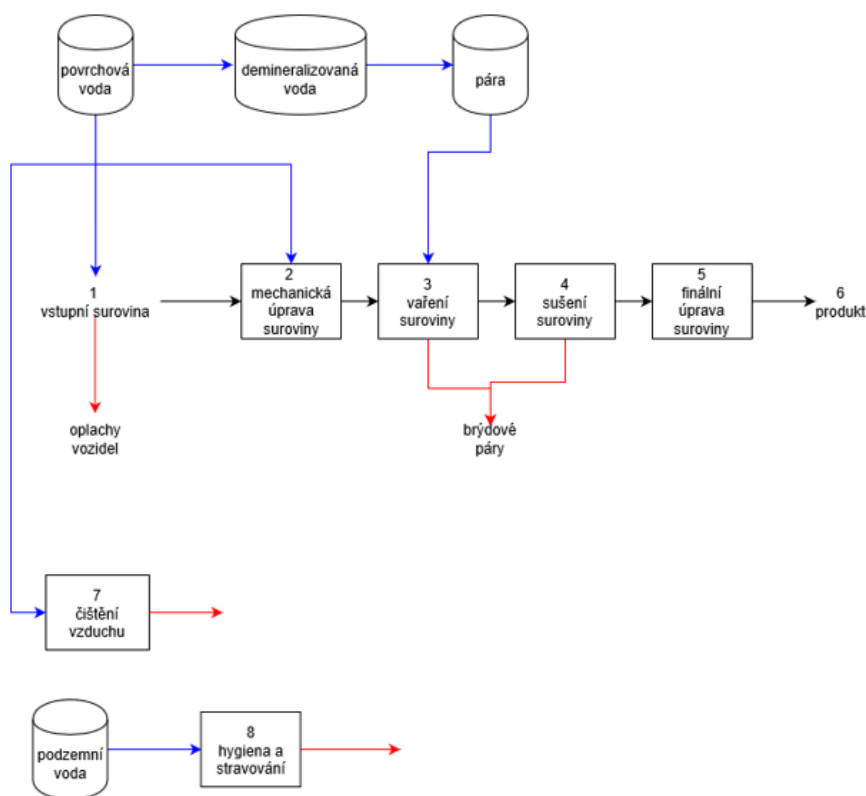 povrchová
voda
demineralizovaná
voda
pára
1
vstupní surovina
2
mechanická
úprava
suroviny
3
vaření
suroviny
4
sušení
suroviny
5
finální
úprava
suroviny
6
produkt
oplachy
vozidel
brýdové
páry
7
čištění
vzduchu
podzemní
voda
8
hygiena a
stravování